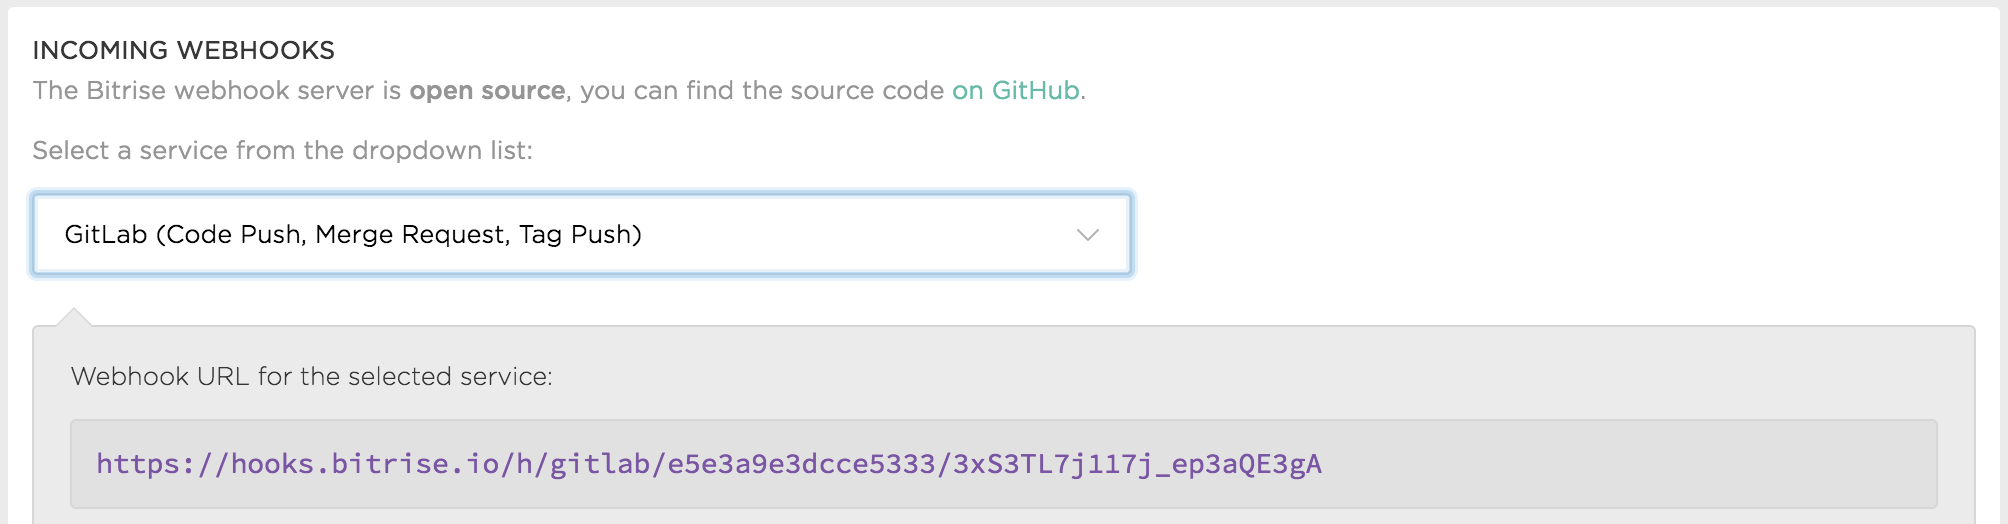 INCOMING WEBHOOKS
The Bitrise webhook server is open source, you can find the source code on GitHub.
Select a service from the dropdown list:
GitLab (Code Push, Merge Request, Tag Push)
Webhook URL for the selected service:
https://hooks.bitrise.io/h/gitlab/e5e3a9e3dcce5333/3xS3TL7j117j_ep3aQE3gA